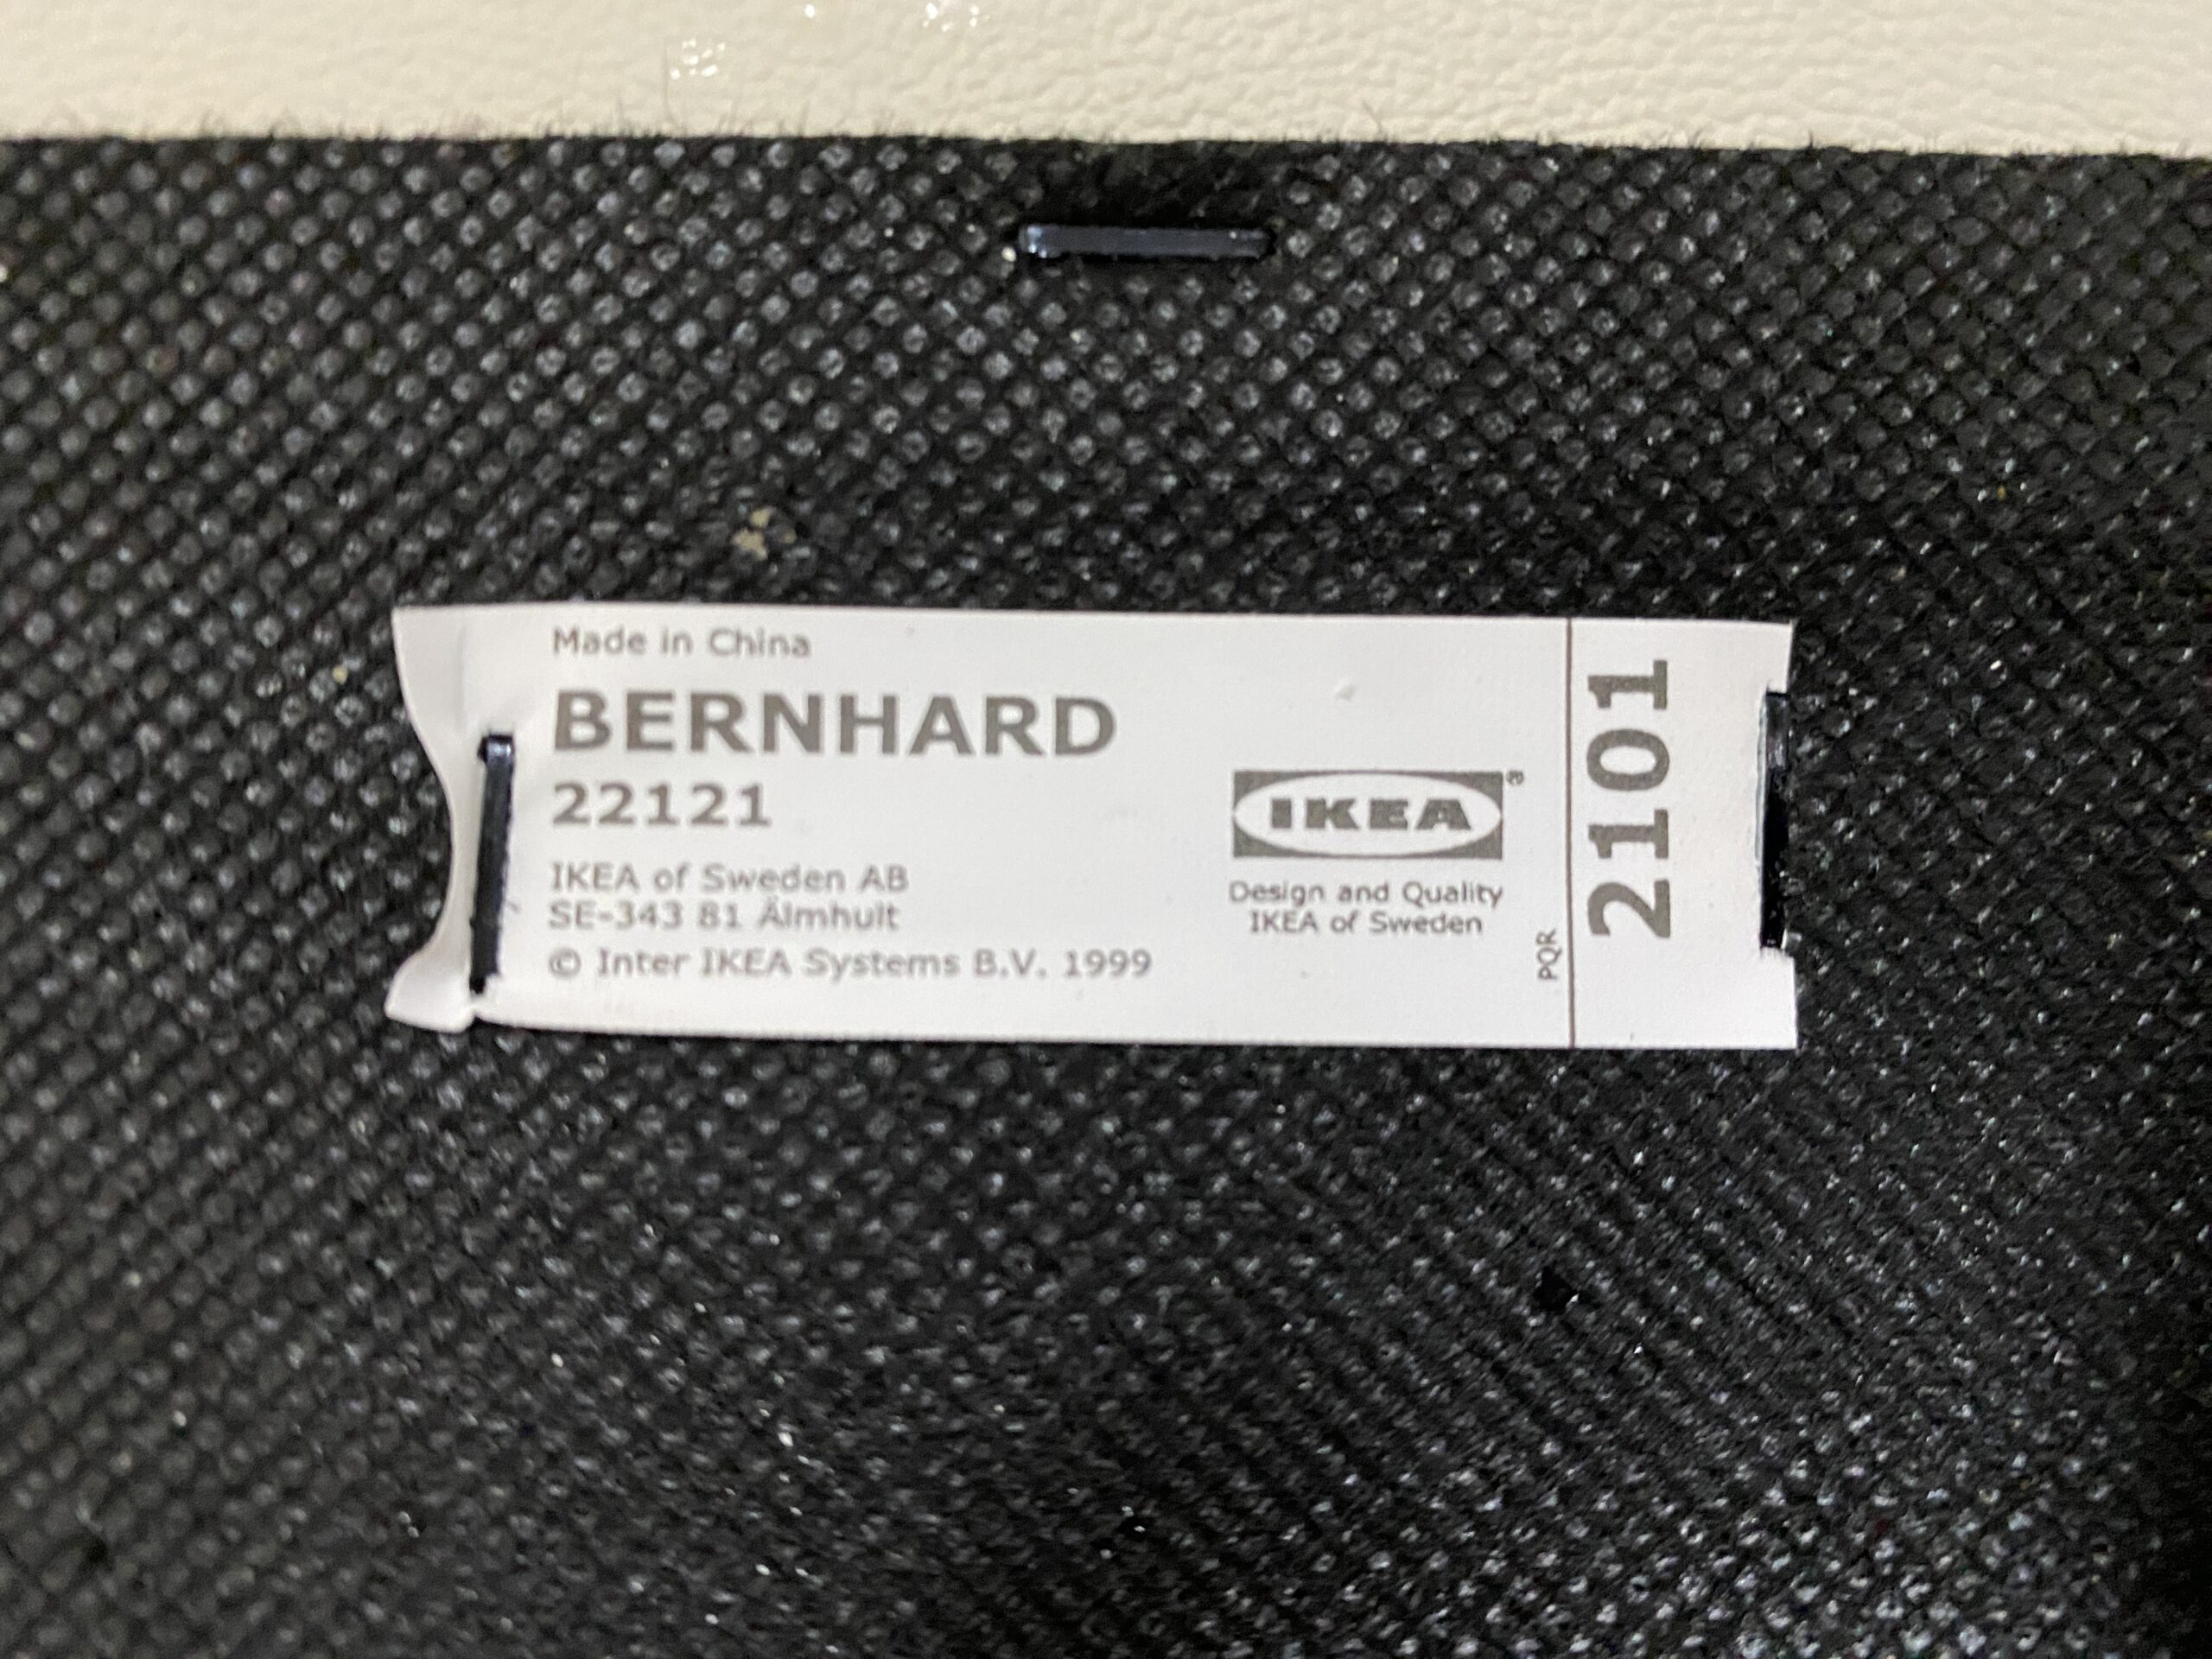 Made in China
BERNHARD
22121
IKEA of Sweden AB
SE-343 81 Älmhult
© Inter IKEA Systems B.V. 1999
IKEA®
Design and Quality
IKEA of Sweden
PQR
2101